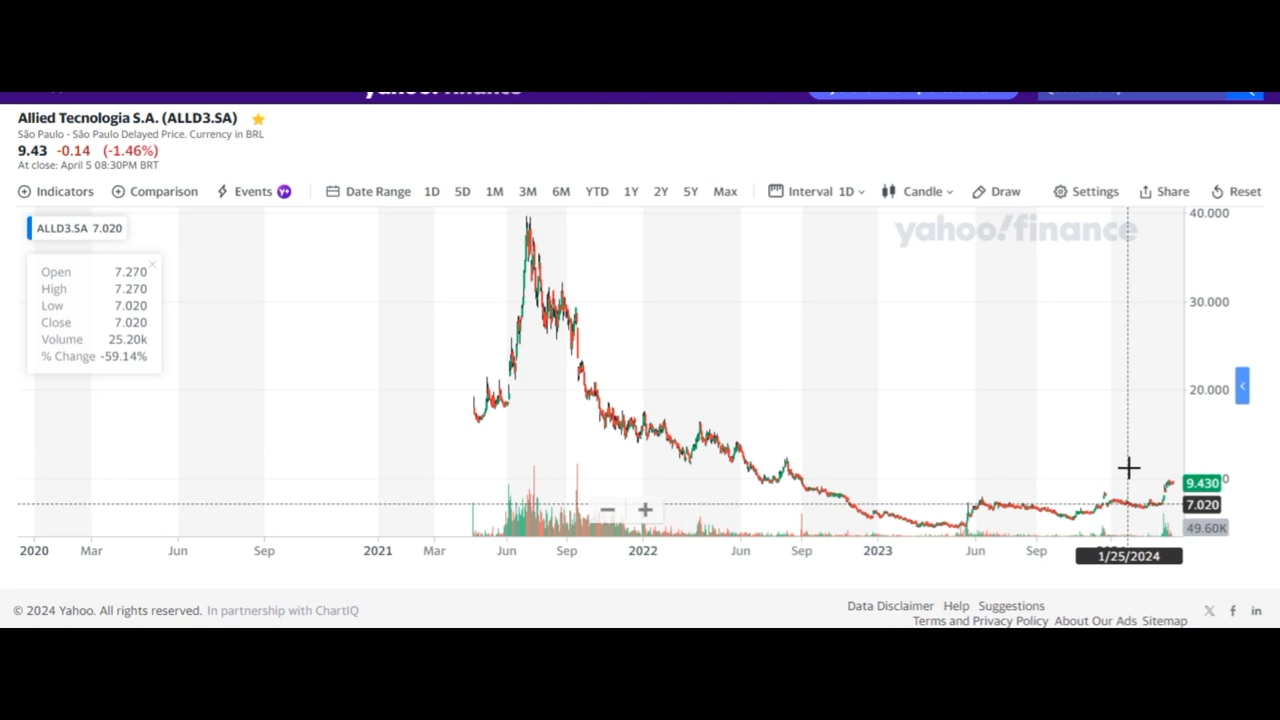 Allied Tecnologia S.A. (ALLD3.SA)
São Paulo - São Paulo Delayed Price. Currency in BRL
9.43 -0.14 (-1.46%)
At close: April 5 08:30PM BRT
Indicators Comparison Events Y+ Date Range 1D 5D 1M 3M 6M YTD 1Y 2Y 5Y Max Interval 1D Candle Draw Settings Share Reset
ALLD3.SA 7.020
yahoo!finance
Open 7.270
High 7.270
Low 7.020
Close 7.020
Volume 25.20k
% Change -59.14%
40.000
30.000
20.000
9.430
7.020
49.60K
2020 Mar Jun Sep 2021 Mar Jun Sep 2022 Jun Sep 2023 Jun Sep
1/25/2024
© 2024 Yahoo. All rights reserved. In partnership with ChartIQ
Data Disclaimer Help Suggestions
Terms and Privacy Policy About Our Ads Sitemap